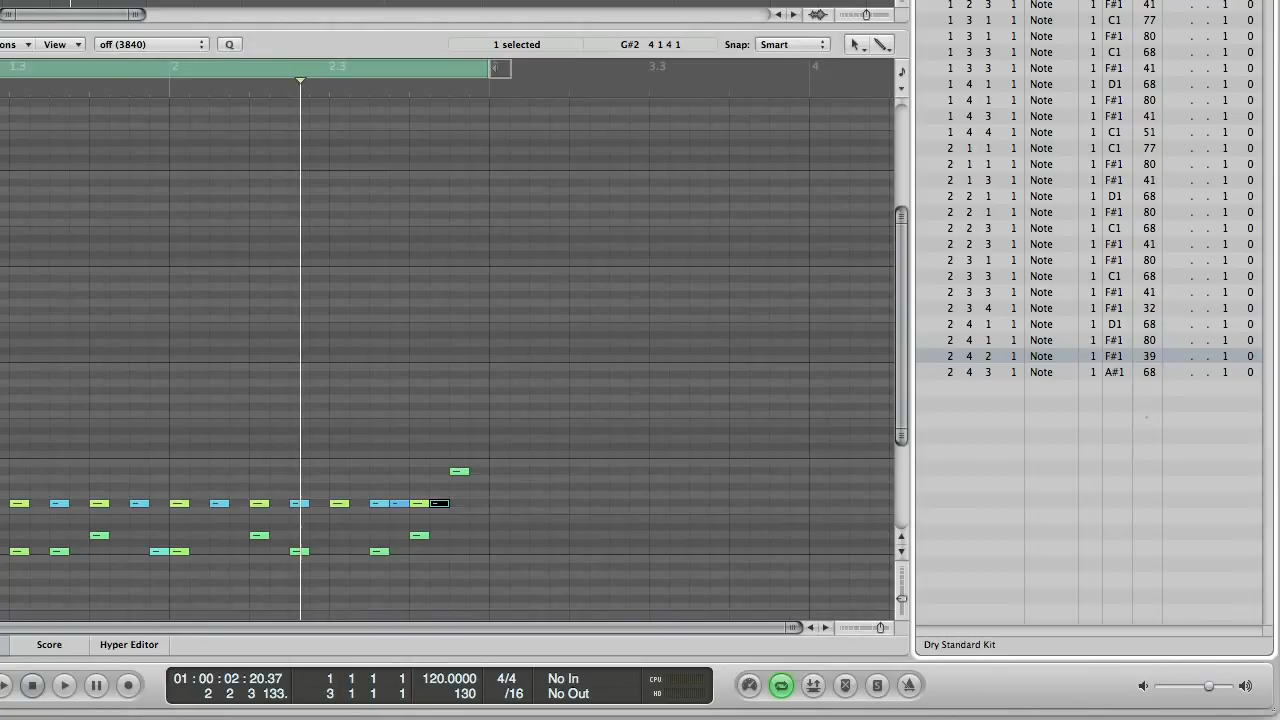 1 2 3 1 Note 1 F#1 41 . . 1 0
1 3 1 1 Note 1 C1 77 . . 1 0
ons View off (3840) Q 1 selected G#2 4 1 4 1 Snap: Smart
1 3 1 1 Note 1 F#1 80 . . 1 0
1 3 3 1 Note 1 C1 68 . . 1 0
1.3 2 2.3 3.3 4
1 3 3 1 Note 1 F#1 41 . . 1 0
1 4 1 1 Note 1 D1 68 . . 1 0
1 4 1 1 Note 1 F#1 80 . . 1 0
1 4 3 1 Note 1 F#1 41 . . 1 0
1 4 4 1 Note 1 C1 51 . . 1 0
2 1 1 1 Note 1 C1 77 . . 1 0
2 1 1 1 Note 1 F#1 80 . . 1 0
2 1 3 1 Note 1 F#1 41 . . 1 0
2 2 1 1 Note 1 D1 68 . . 1 0
2 2 1 1 Note 1 F#1 80 . . 1 0
2 2 3 1 Note 1 C1 68 . . 1 0
2 2 3 1 Note 1 F#1 41 . . 1 0
2 3 1 1 Note 1 F#1 80 . . 1 0
2 3 3 1 Note 1 C1 68 . . 1 0
2 3 3 1 Note 1 F#1 41 . . 1 0
2 3 4 1 Note 1 F#1 32 . . 1 0
2 4 1 1 Note 1 D1 68 . . 1 0
2 4 1 1 Note 1 F#1 80 . . 1 0
2 4 2 1 Note 1 F#1 39 . . 1 0
2 4 3 1 Note 1 A#1 68 . . 1 0
Score Hyper Editor Dry Standard Kit
01:00:02:20.37 1 1 1 1 120.0000 4/4 No In CPU
2 2 3 133. 3 1 1 1 130 /16 No Out HD